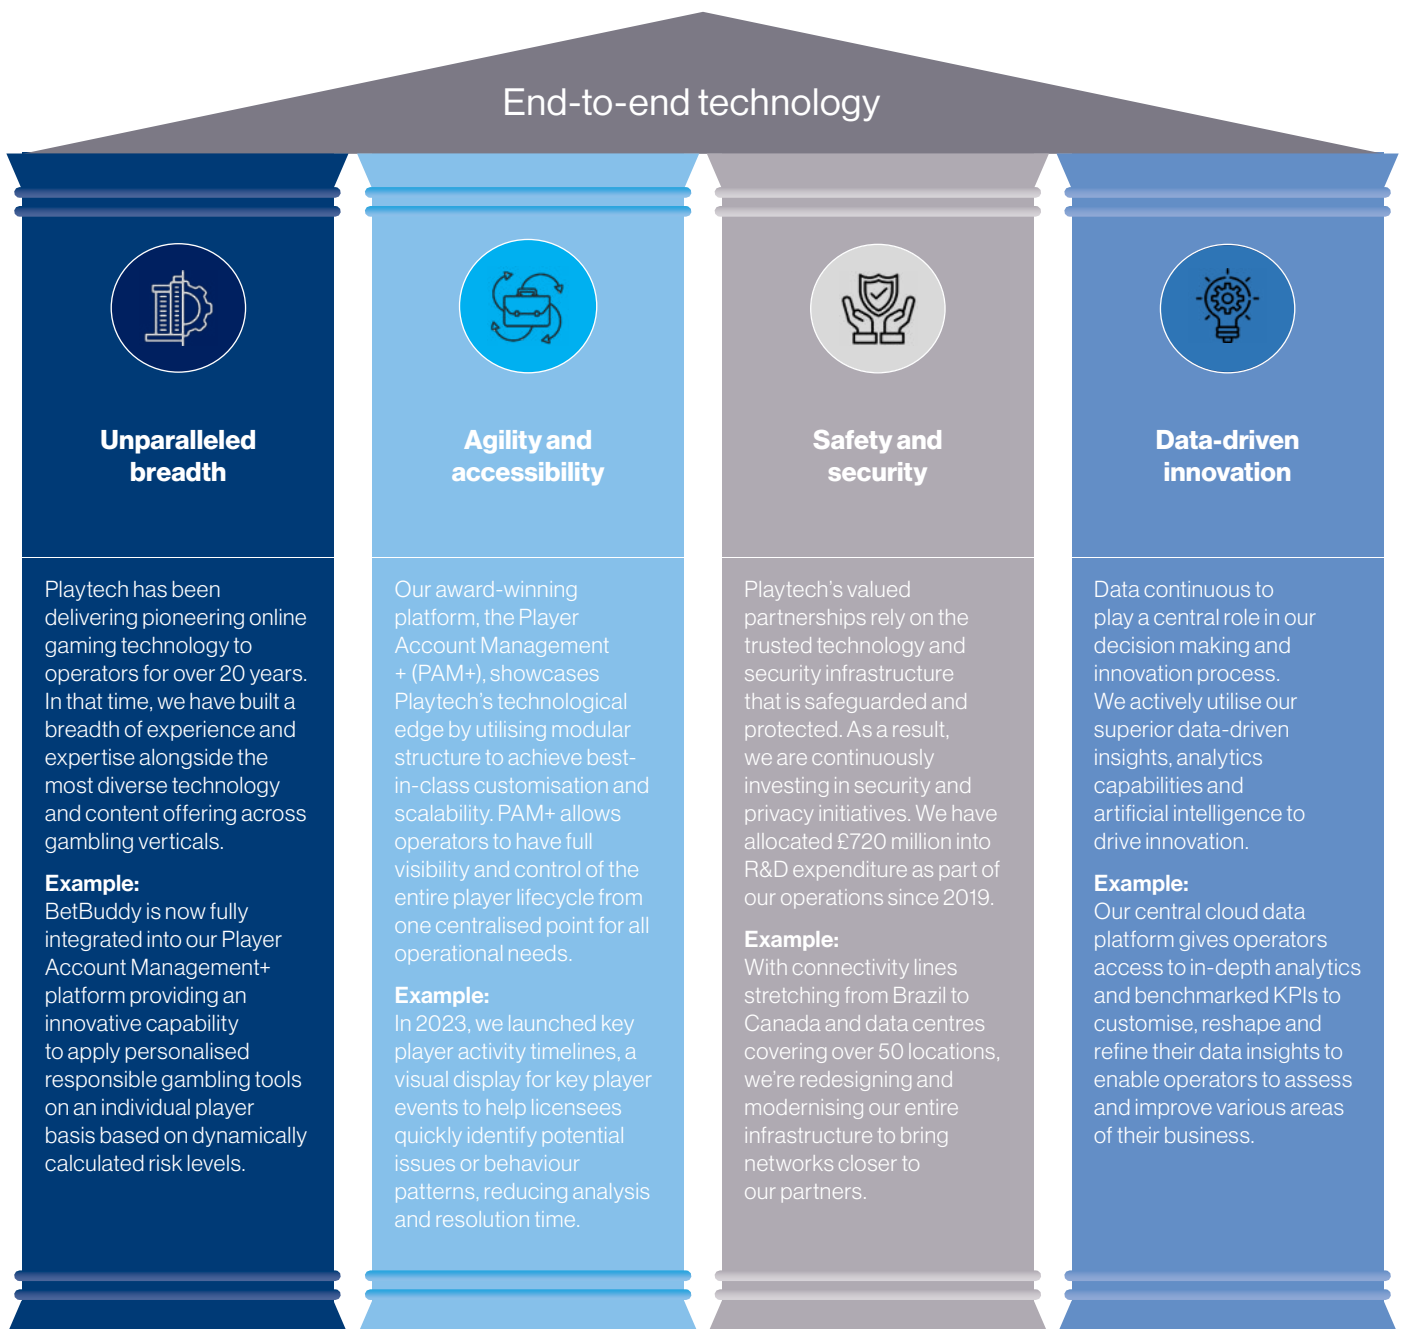 End-to-end technology
Unparalleled
breadth
Playtech has been
delivering pioneering online
gaming technology to
operators for over 20 years.
In that time, we have built a
breadth of experience and
expertise alongside the
most diverse technology
and content offering across
gambling verticals.
Example:
BetBuddy is now fully
integrated into our Player
Account Management+
platform providing an
innovative capability
to apply personalised
responsible gambling tools
on an individual player
basis based on dynamically
calculated risk levels.
Agility and
accessibility
Our award-winning
platform, the Player
Account Management
+ (PAM+), showcases
Playtech's technological
edge by utilising modular
structure to achieve best-
in-class customisation and
scalability. PAM+ allows
operators to have full
visibility and control of the
entire player lifecycle from
one centralised point for all
operational needs.
Example:
In 2023, we launched key
player activity timelines, a
visual display for key player
events to help licensees
quickly identify potential
issues or behaviour
patterns, reducing analysis
and resolution time.
Safety and
security
Playtech's valued
partnerships rely on the
trusted technology and
security infrastructure
that is safeguarded and
protected. As a result,
we are continuously
investing in security and
privacy initiatives. We have
allocated £720 million into
R&D expenditure as part of
our operations since 2019.
Example:
With connectivity lines
stretching from Brazil to
Canada and data centres
covering over 50 locations,
we're redesigning and
modernising our entire
infrastructure to bring
networks closer to
our partners.
Data-driven
innovation
Data continuous to
play a central role in our
decision making and
innovation process.
We actively utilise our
superior data-driven
insights, analytics
capabilities and
artificial intelligence to
drive innovation.
Example:
Our central cloud data
platform gives operators
access to in-depth analytics
and benchmarked KPIs to
customise, reshape and
refine their data insights to
enable operators to assess
and improve various areas
of their business.